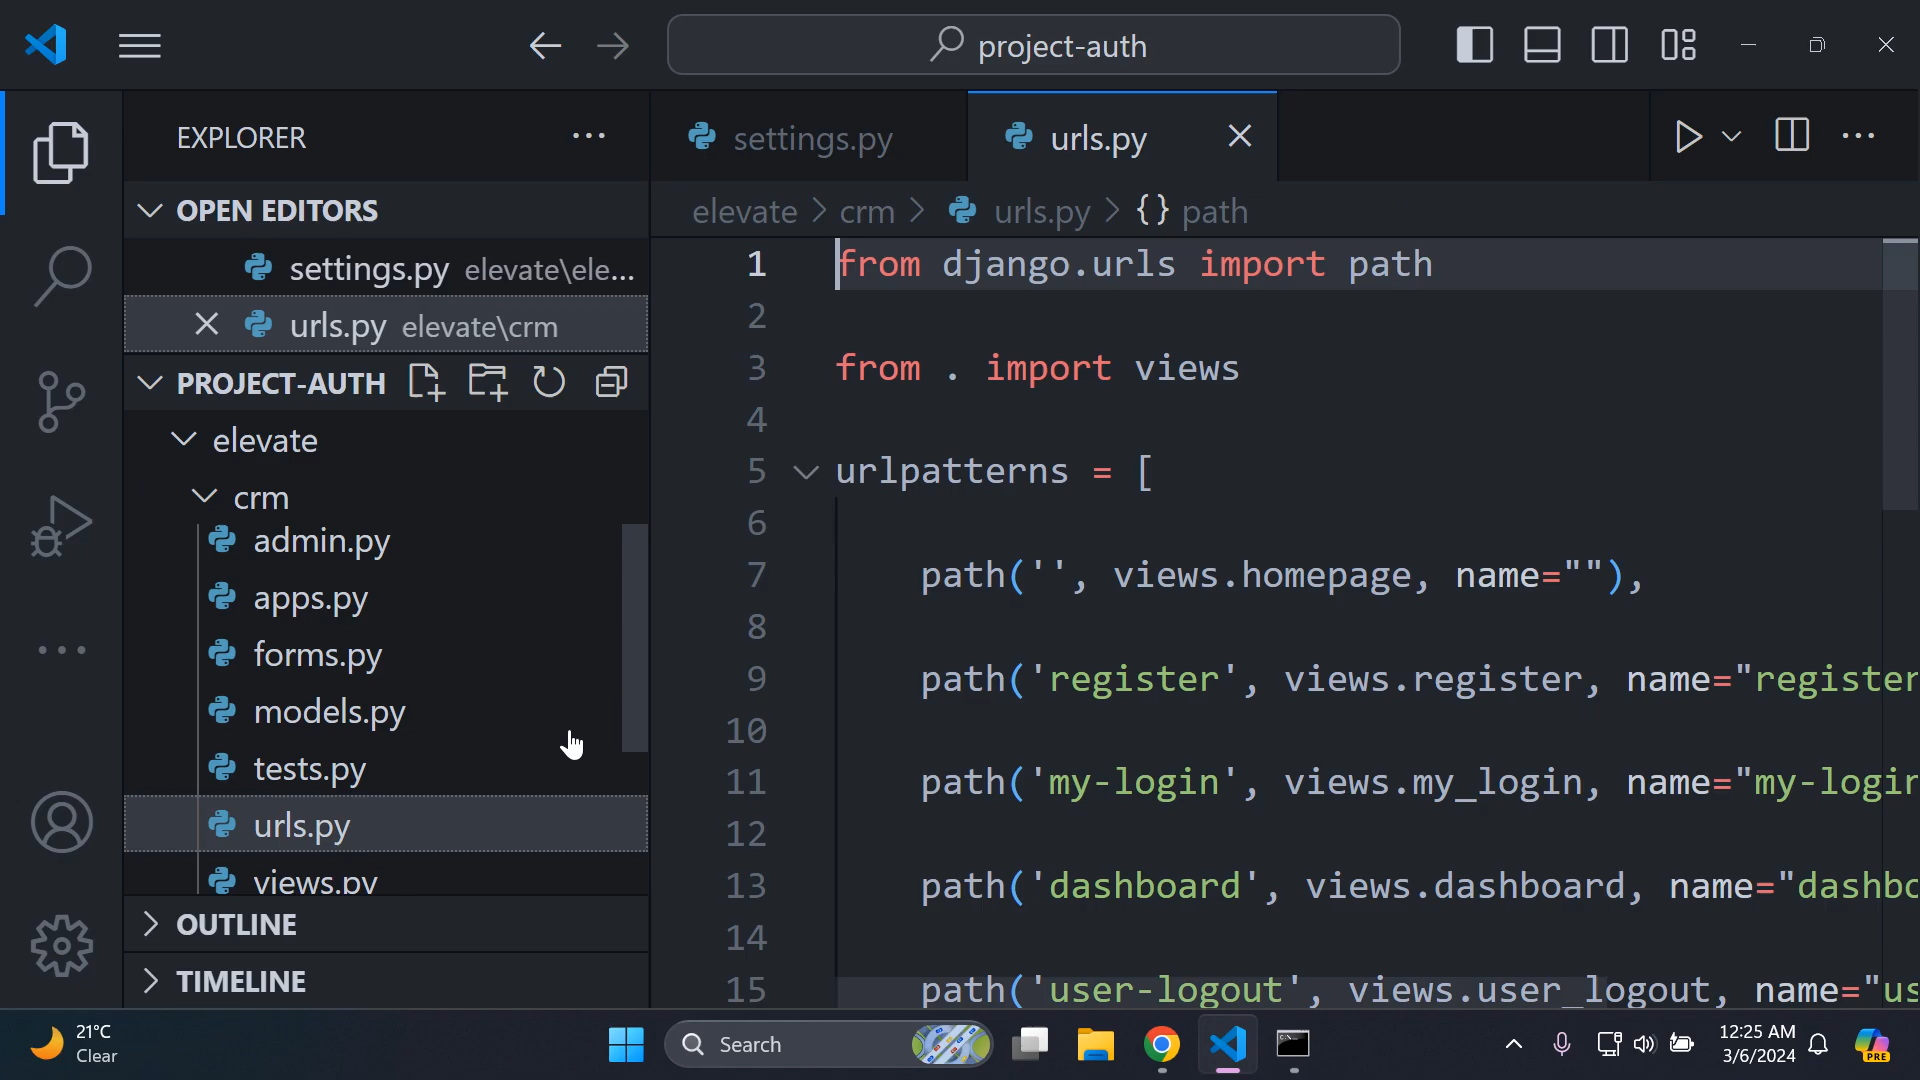 project-auth
EXPLORER
settings.py
urls.py
OPEN EDITORS
elevate > crm > urls.py > {} path
settings.py elevate\ele...
urls.py elevate\crm
PROJECT-AUTH
elevate
crm
admin.py
apps.py
forms.py
models.py
tests.py
urls.py
views.py
OUTLINE
TIMELINE
1 from django.urls import path
2
3 from . import views
4
5 urlpatterns = [
6
7 path('', views.homepage, name=""),
8
9 path('register', views.register, name="register
10
11 path('my-login', views.my_login, name="my-login
12
13 path('dashboard', views.dashboard, name="dashbo
14
15 path('user-logout', views.user_logout, name="us
21°C
Clear
Search
12:25 AM
3/6/2024
PRE